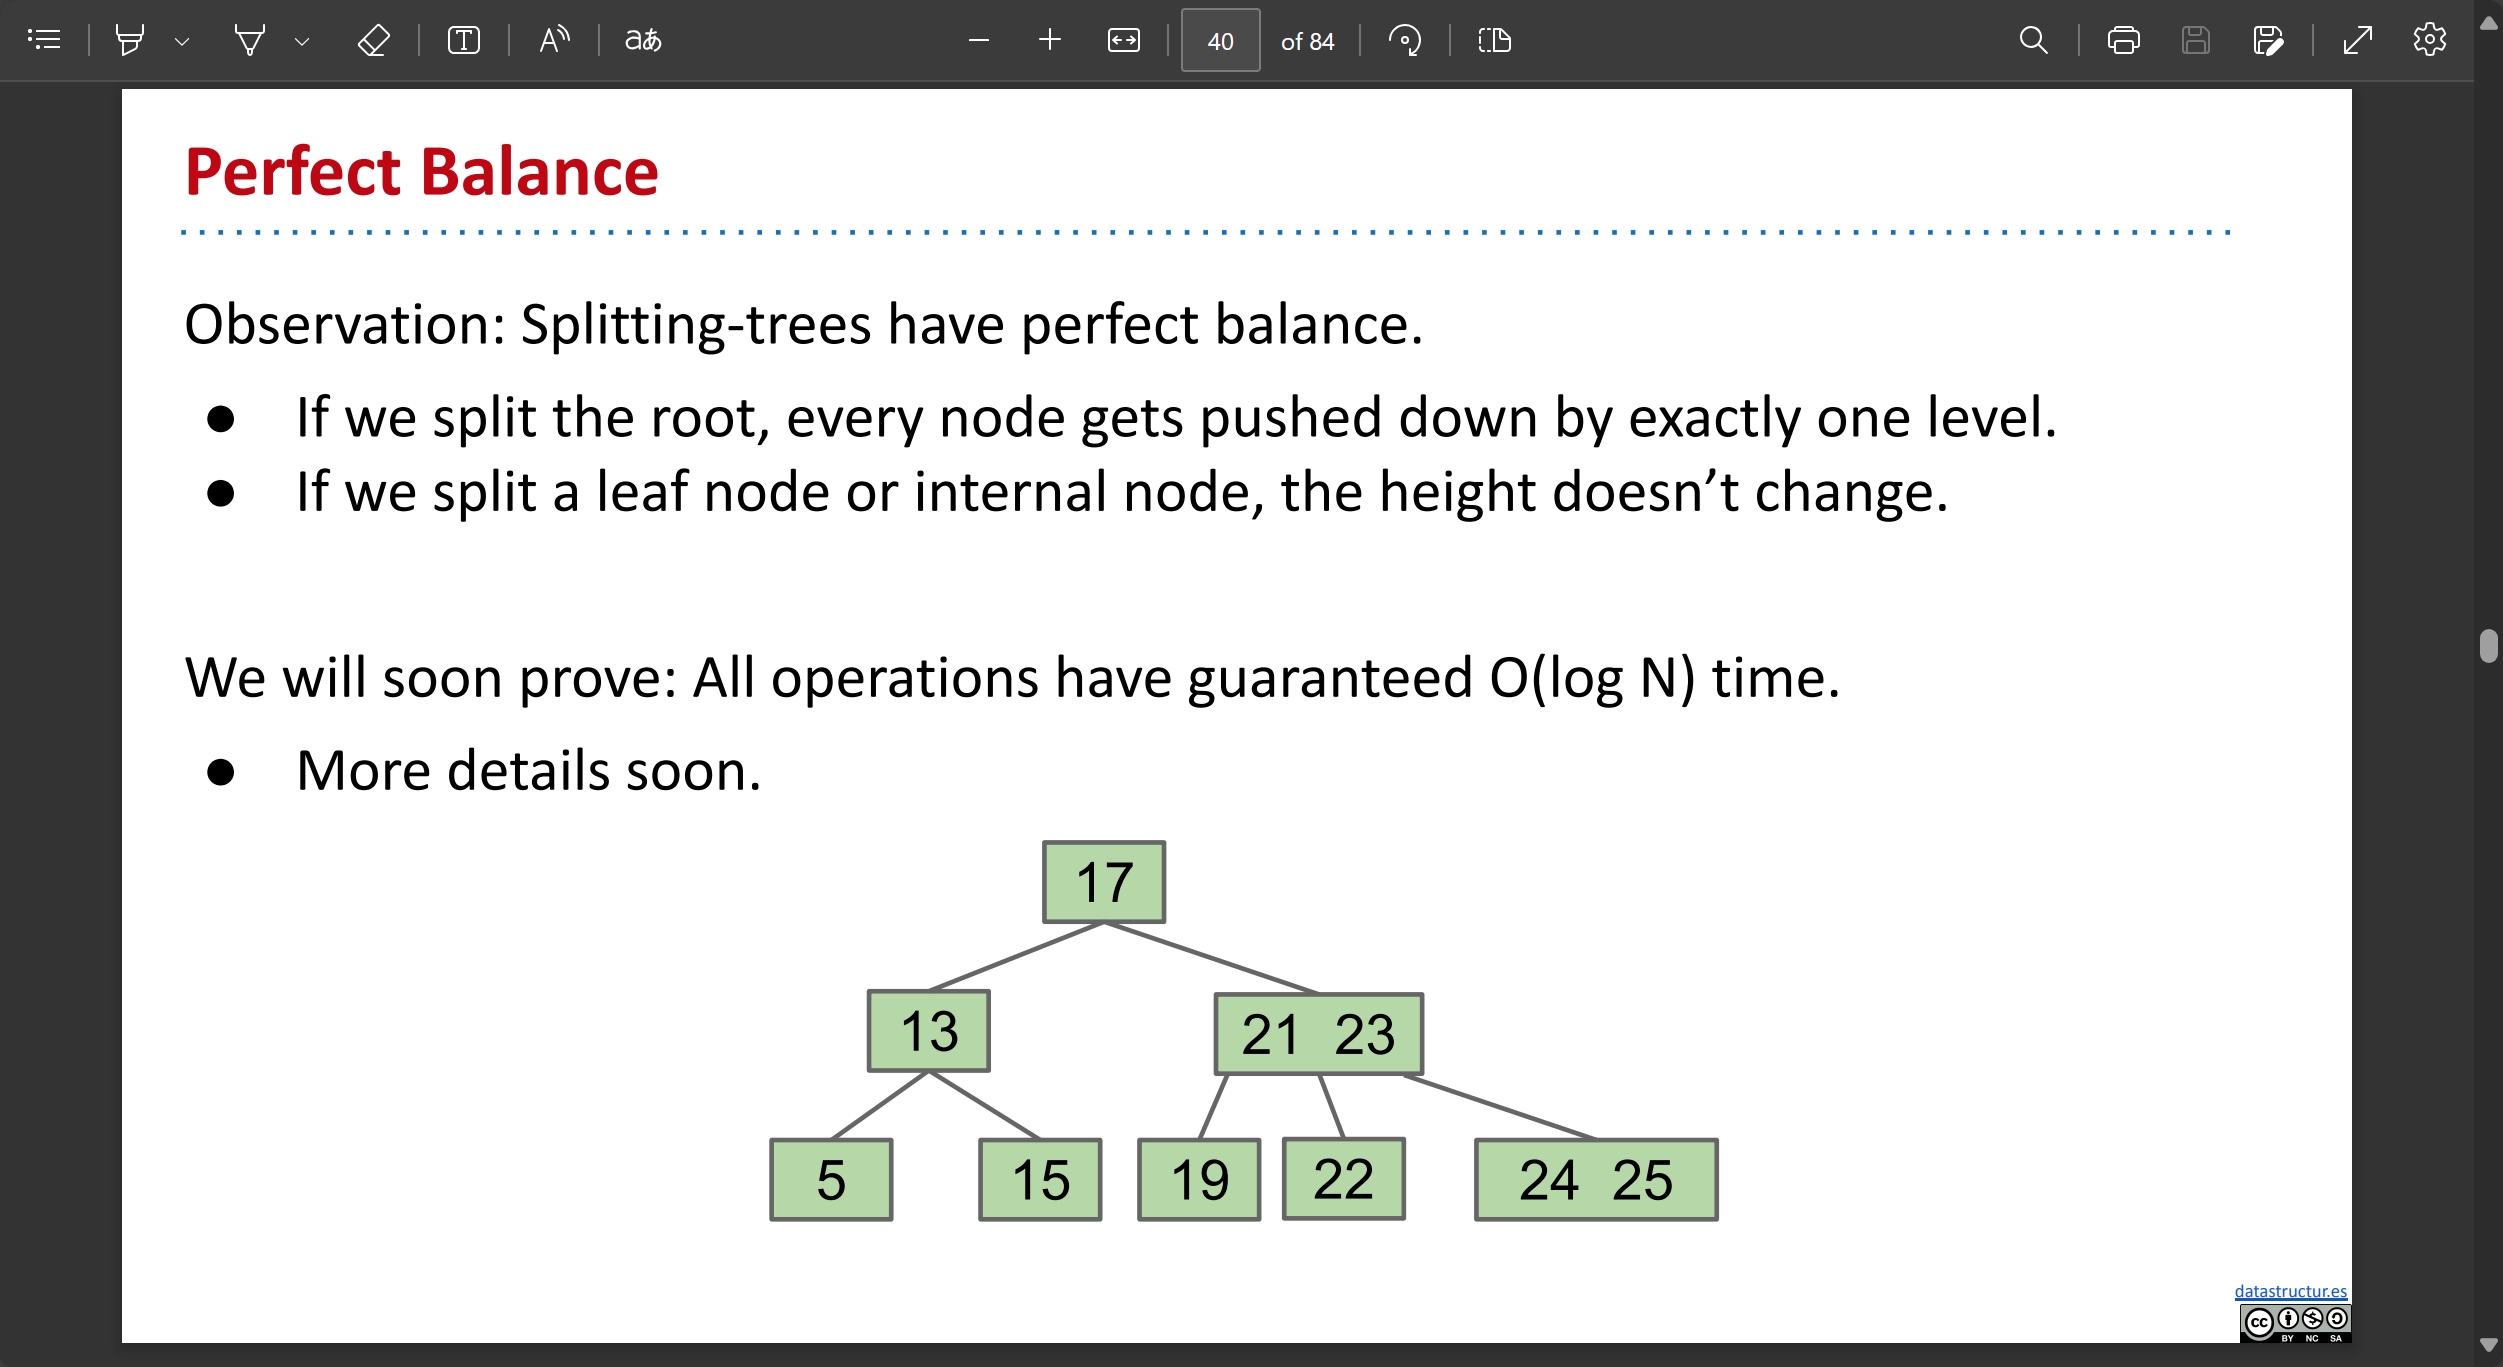 aあ
40 of 84
Perfect Balance
Observation: Splitting-trees have perfect balance.
● If we split the root, every node gets pushed down by exactly one level.
● If we split a leaf node or internal node, the height doesn’t change.
We will soon prove: All operations have guaranteed O(log N) time.
● More details soon.
17
13
21 23
5
15
19
22
24 25
datastructur.es
cc
BY NC SA